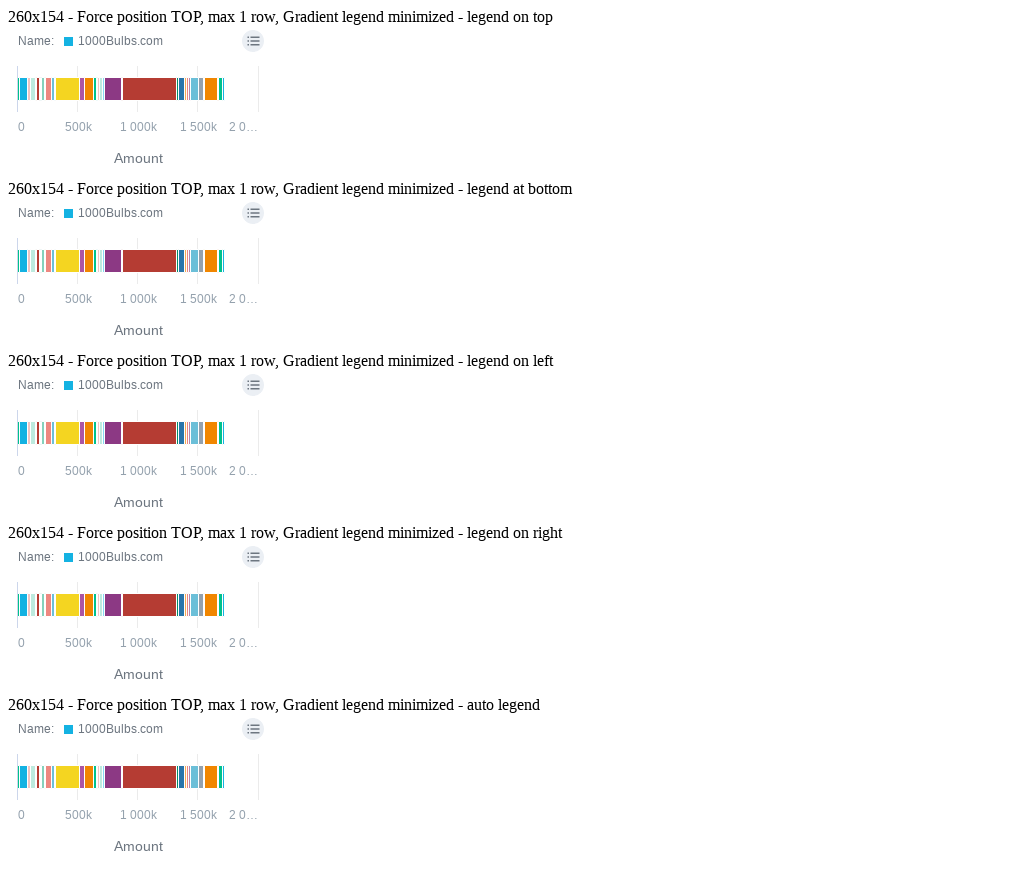 260x154 - Force position TOP, max 1 row, Gradient legend minimized - legend on top
Name: 1000Bulbs.com
0 500k 1 000k 1 500k 2 0…
Amount
260x154 - Force position TOP, max 1 row, Gradient legend minimized - legend at bottom
Name: 1000Bulbs.com
0 500k 1 000k 1 500k 2 0…
Amount
260x154 - Force position TOP, max 1 row, Gradient legend minimized - legend on left
Name: 1000Bulbs.com
0 500k 1 000k 1 500k 2 0…
Amount
260x154 - Force position TOP, max 1 row, Gradient legend minimized - legend on right
Name: 1000Bulbs.com
0 500k 1 000k 1 500k 2 0…
Amount
260x154 - Force position TOP, max 1 row, Gradient legend minimized - auto legend
Name: 1000Bulbs.com
0 500k 1 000k 1 500k 2 0…
Amount